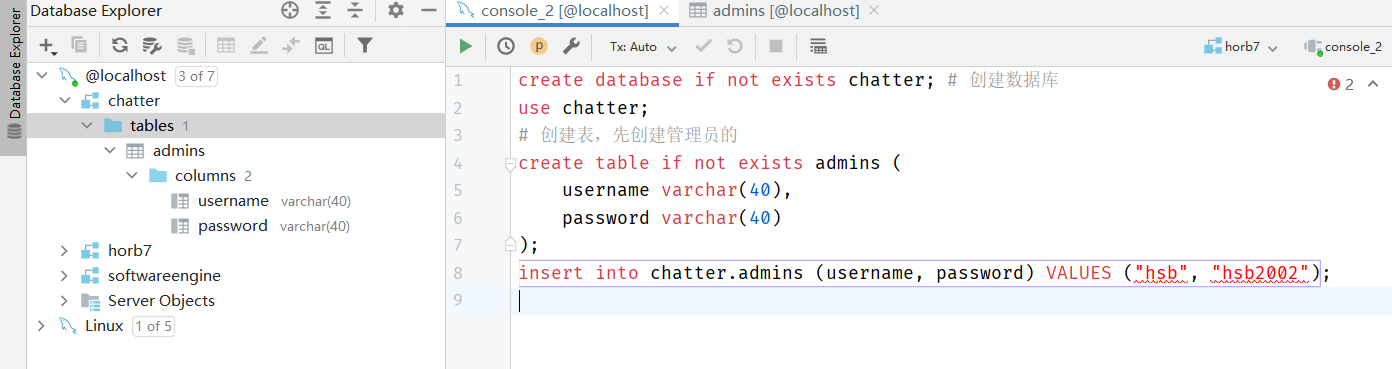 Database Explorer
console_2 [@localhost]
admins [@localhost]
Database Explorer
QL
p
Tx: Auto
horb7
console_2
@localhost 3 of 7
chatter
tables 1
admins
columns 2
username varchar(40)
password varchar(40)
horb7
softwareengine
Server Objects
Linux 1 of 5
1 create database if not exists chatter; # 创建数据库
2 use chatter;
3 # 创建表，先创建管理员的
4 create table if not exists admins (
5 username varchar(40),
6 password varchar(40)
7 );
8 insert into chatter.admins (username, password) VALUES ("hsb", "hsb2002");
9
2